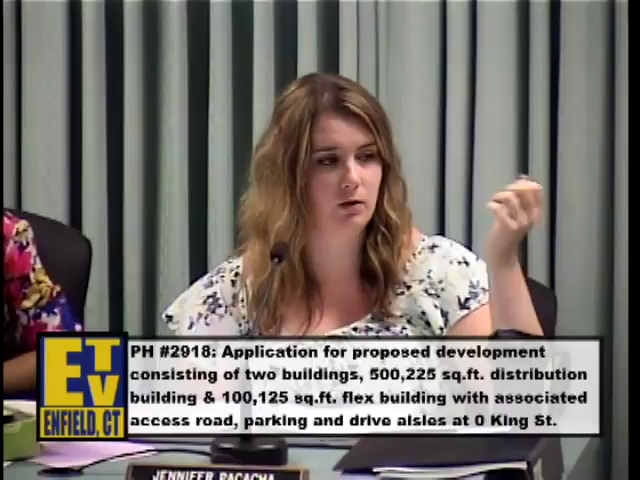 ETV
ENFIELD, CT
PH #2918: Application for proposed development
consisting of two buildings, 500,225 sq.ft. distribution
building & 100,125 sq.ft. flex building with associated
access road, parking and drive aisles at 0 King St.
JENNIFER PACACHA